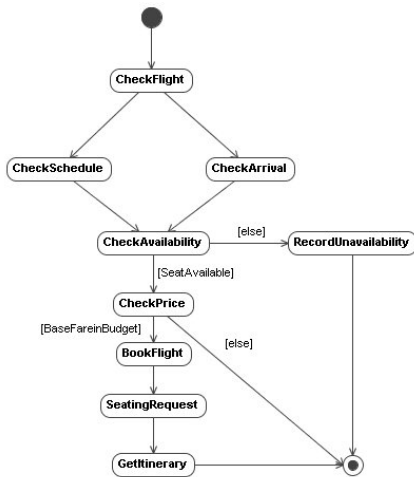 CheckFlight
CheckSchedule
CheckArrival
CheckAvailability
[else]
RecordUnavailability
[SeatAvailable]
CheckPrice
[BaseFareinBudget]
[else]
BookFlight
SeatingRequest
GetItinerary